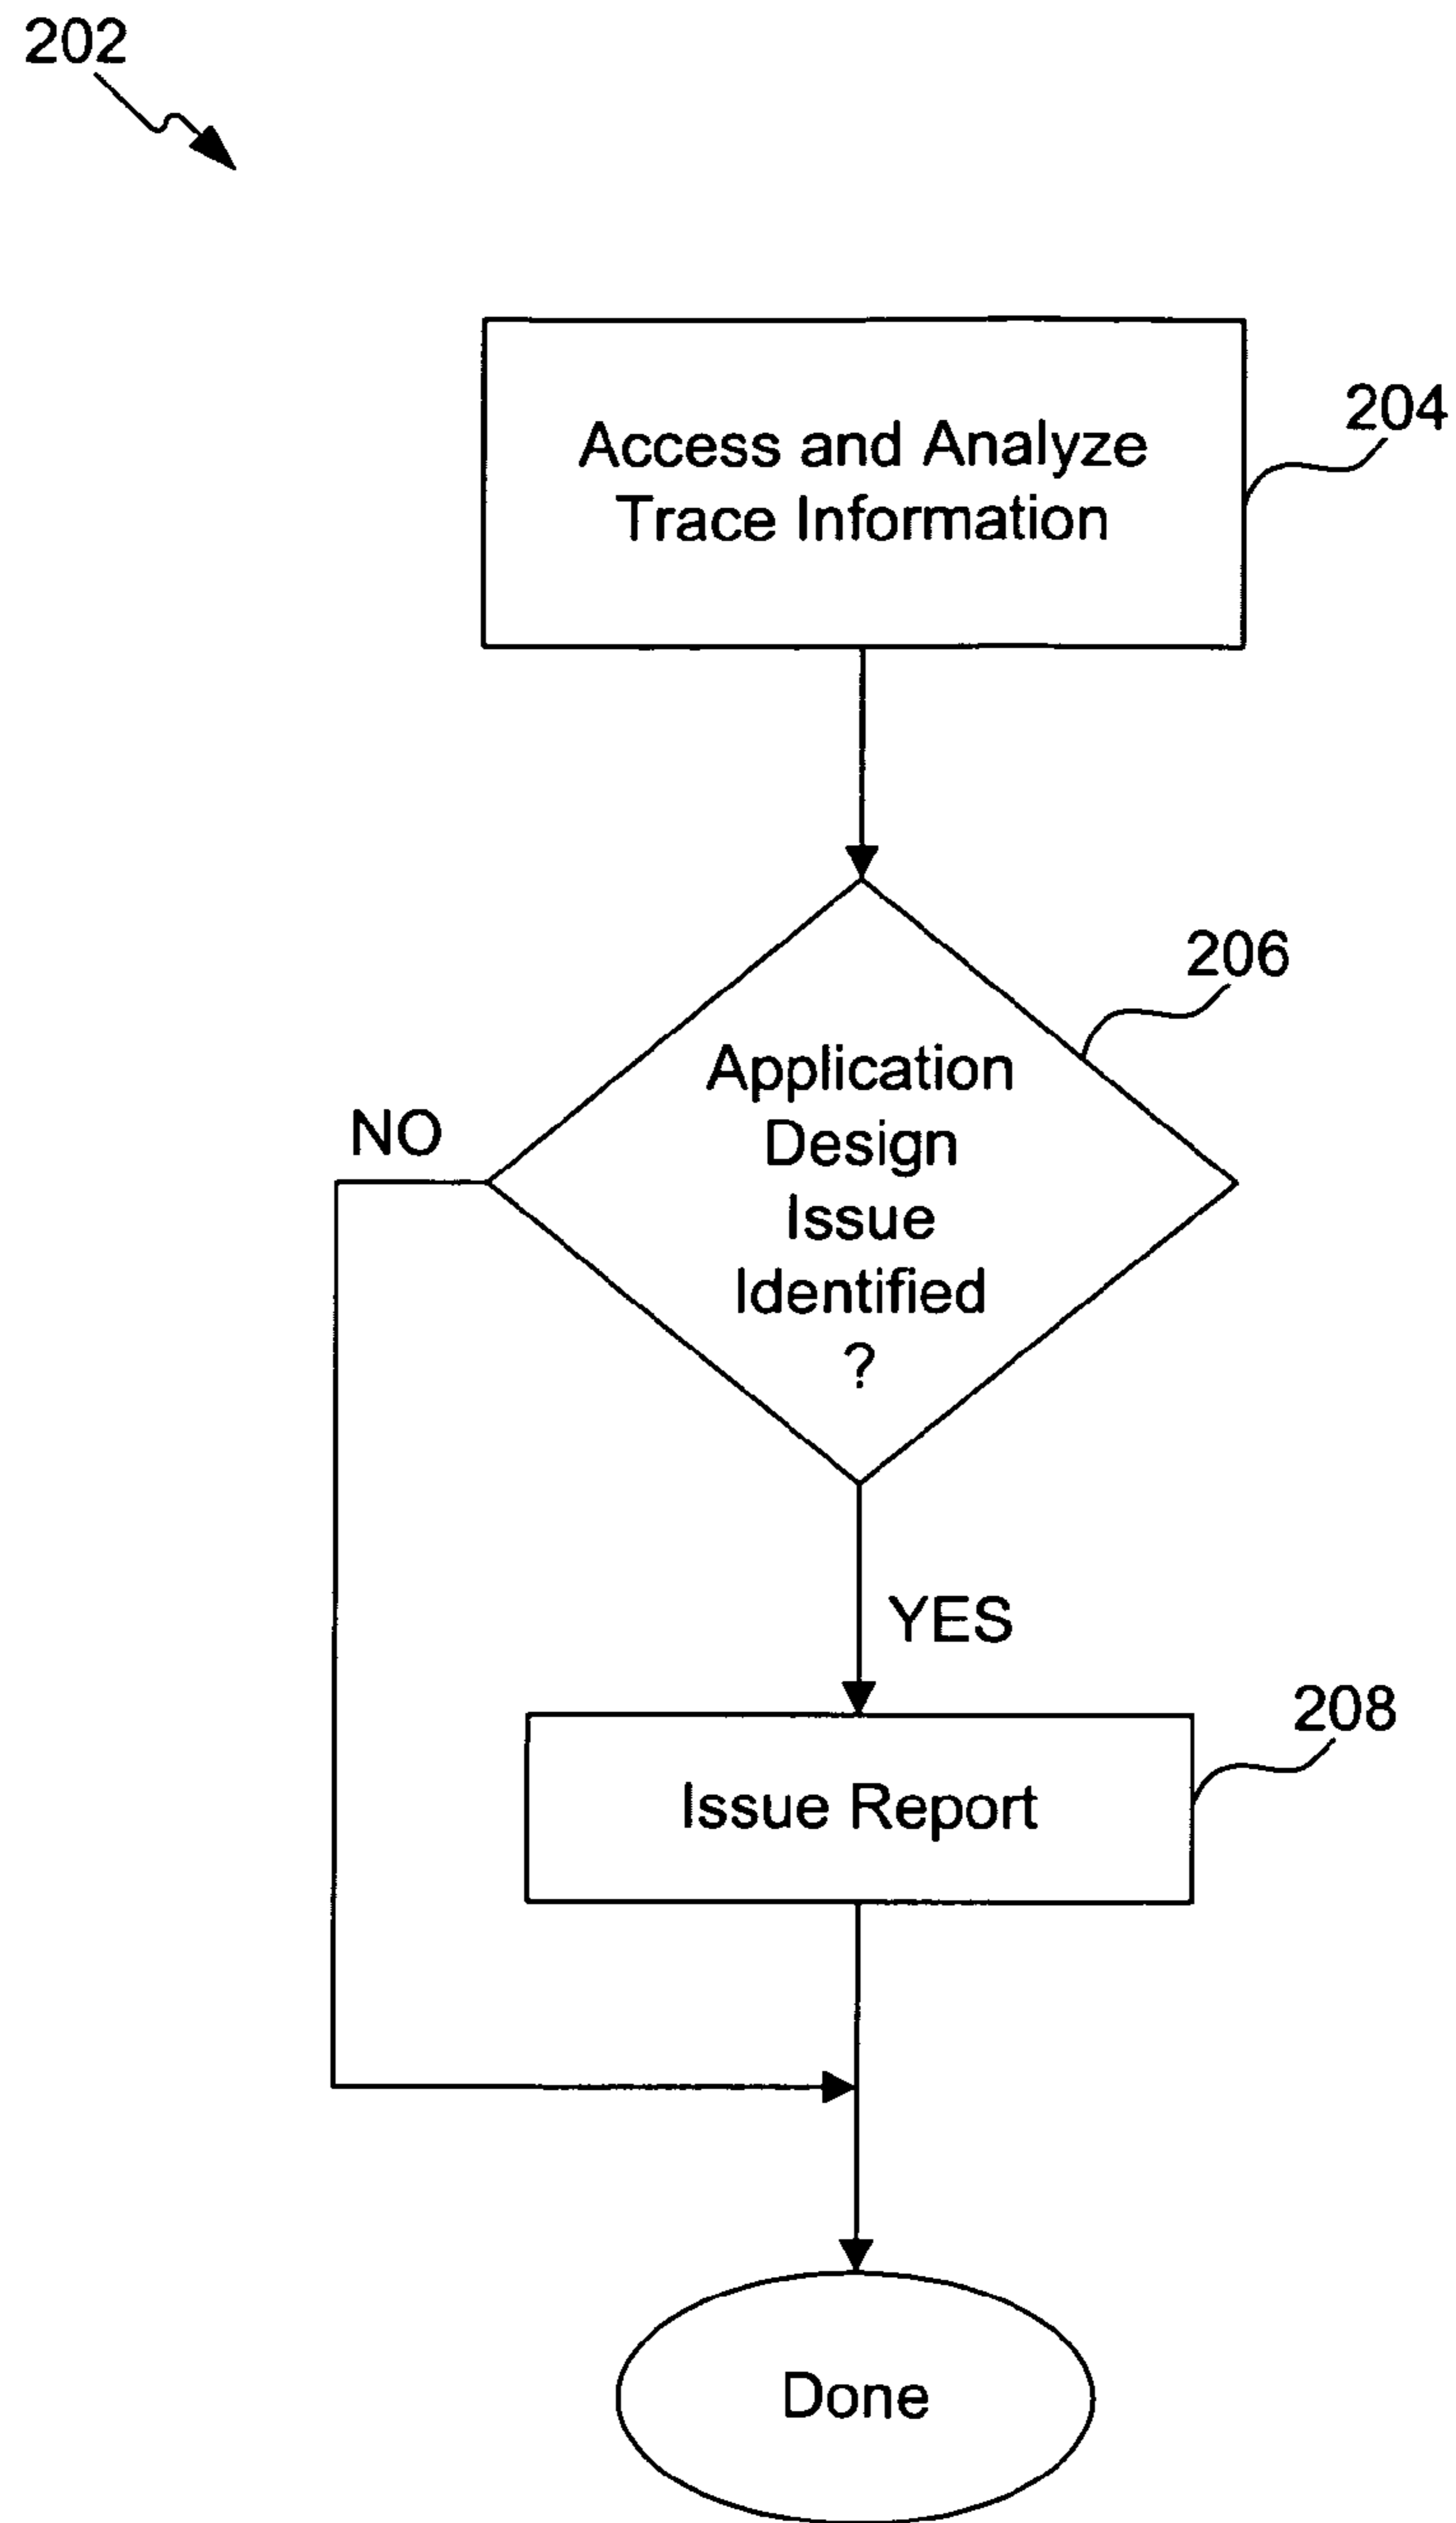 202
Access and Analyze
Trace Information
204
206
Application
Design
Issue
Identified
?
NO
YES
208
Issue Report
Done